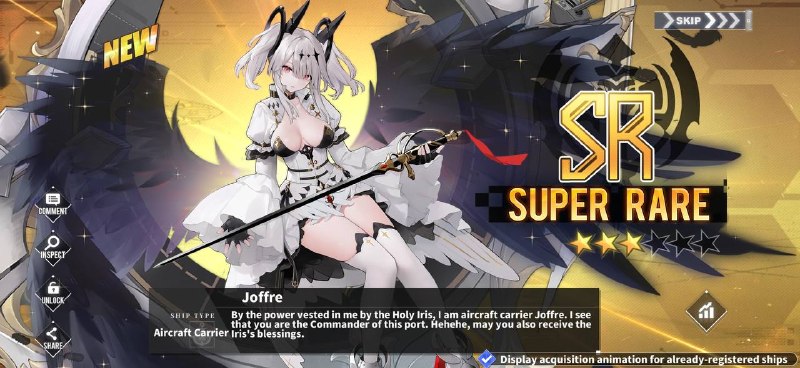 NEW
SKIP
SR
SUPER RARE
COMMENT
INSPECT
UNLOCK
SHARE
Joffre
SHIP TYPE
Aircraft Carrier
By the power vested in me by the Holy Iris, I am aircraft carrier Joffre. I see
that you are the Commander of this port. Hehehe, may you also receive the
Iris's blessings.
Display acquisition animation for already-registered ships